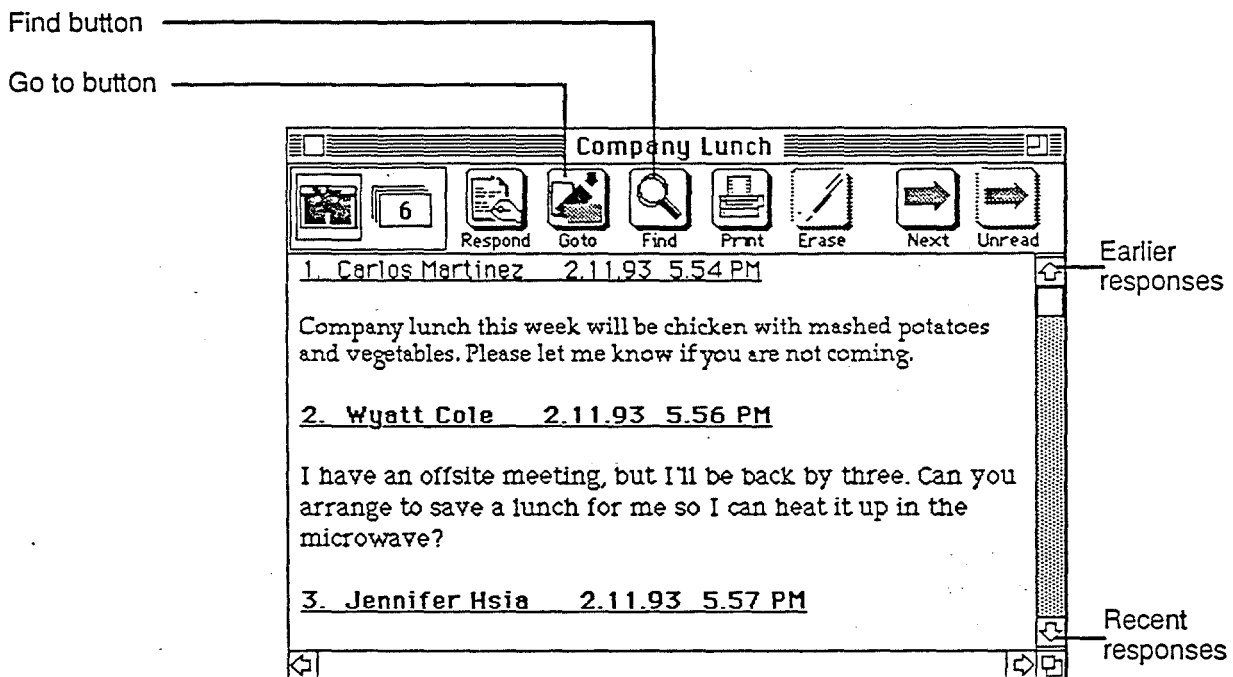 Find button
Go to button
Company Lunch
6
Respond Goto Find Print Erase Next Unread
Earlier
responses
1. Carlos Martinez 2.11.93 5.54 PM
Company lunch this week will be chicken with mashed potatoes
and vegetables. Please let me know if you are not coming.
2. Wyatt Cole 2.11.93 5.56 PM
I have an offsite meeting, but I'll be back by three. Can you
arrange to save a lunch for me so I can heat it up in the
microwave?
3. Jennifer Hsia 2.11.93 5.57 PM
Recent
responses